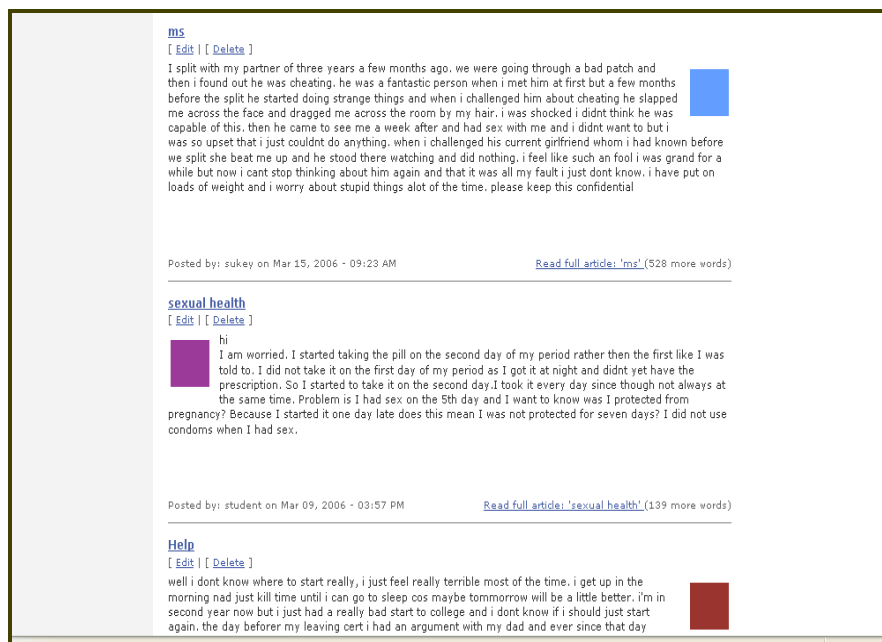 ms
[ Edit | [ Delete ]
I split with my partner of three years a few months ago. we were going through a bad patch and
then i found out he was cheating. he was a fantastic person when i met him at first but a few months
before the split he started doing strange things and when i challenged him about cheating he slapped
me across the face and dragged me across the room by my hair. i was shocked i didnt think he was
capable of this. then he came to see me a week after and had sex with me and i didnt want to but i
was so upset that i just couldnt do anything. when i challenged his current girlfriend whom i had known before
we split she beat me up and he stood there watching and did nothing. i feel like such an fool i was grand for a
while but now i cant stop thinking about him again and that it was all my fault i just dont know. i have put on
loads of weight and i worry about stupid things alot of the time. please keep this confidential
Posted by: sukey on Mar 15, 2006 - 09:23 AM
Read full article: 'ms' (528 more words)
sexual health
[ Edit | [ Delete ]
hi
I am worried. I started taking the pill on the second day of my period rather then the first like I was
told to. I did not take it on the first day of my period as I got it at night and didnt yet have the
prescription. So I started to take it on the second day.I took it every day since though not always at
the same time. Problem is I had sex on the 5th day and I want to know was I protected from
pregnancy? Because I started it one day late does this mean I was not protected for seven days? I did not use
condoms when I had sex.
Posted by: student on Mar 09, 2006 - 03:57 PM
Read full article: 'sexual health' (139 more words)
Help
[ Edit | [ Delete ]
well i dont know where to start really, i just feel really terrible most of the time. i get up in the
morning nad just kill time until i can go to sleep cos maybe tommorrow will be a little better. i'm in
second year now but i just had a really bad start to college and i dont know if i should just start
again. the day beforer my leaving cert i had an argument with my dad and ever since that day